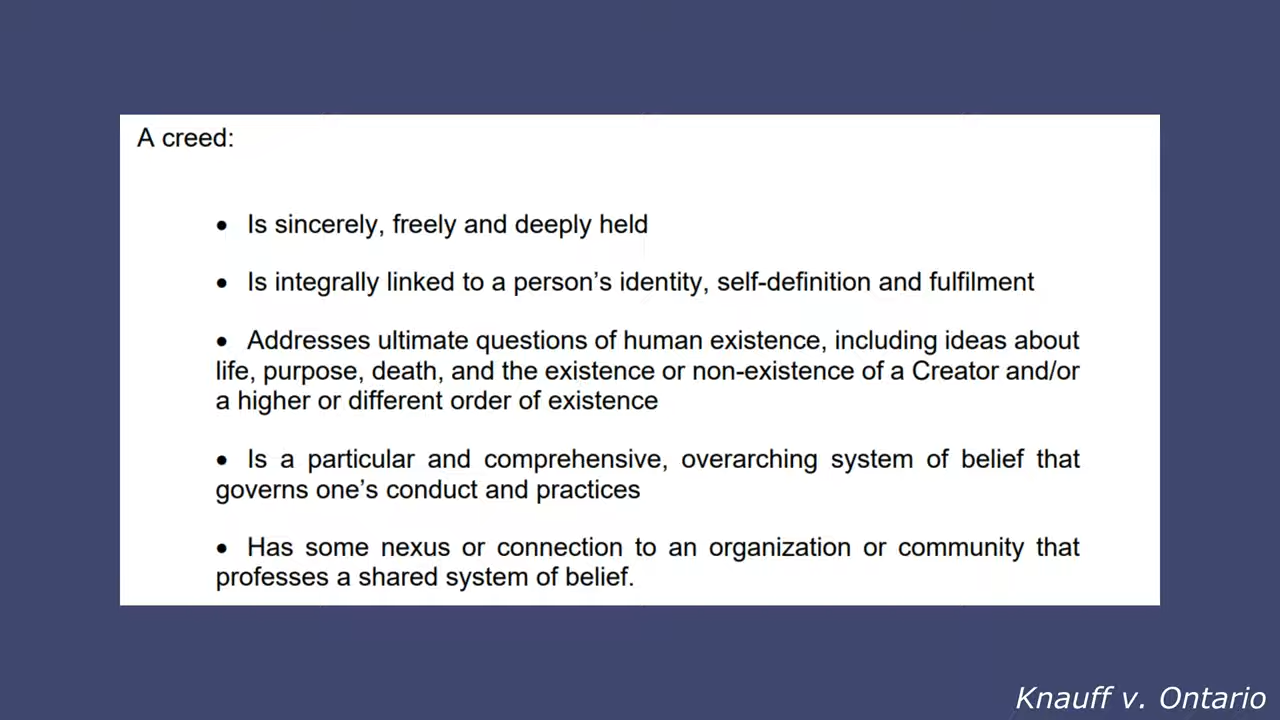 A creed:
• Is sincerely, freely and deeply held
• Is integrally linked to a person’s identity, self-definition and fulfilment
• Addresses ultimate questions of human existence, including ideas about
life, purpose, death, and the existence or non-existence of a Creator and/or
a higher or different order of existence
• Is a particular and comprehensive, overarching system of belief that
governs one’s conduct and practices
• Has some nexus or connection to an organization or community that
professes a shared system of belief.
Knauff v. Ontario